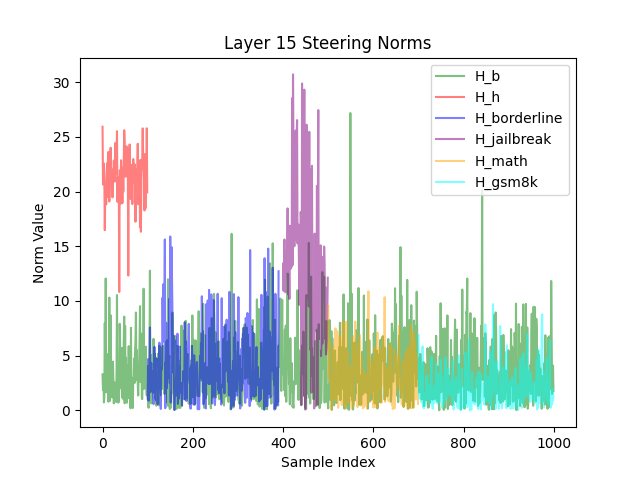 Layer 15 Steering Norms
Norm Value
30
25
20
15
10
5
0
H_b
H_h
H_borderline
H_jailbreak
H_math
H_gsm8k
0 200 400 600 800 1000
Sample Index